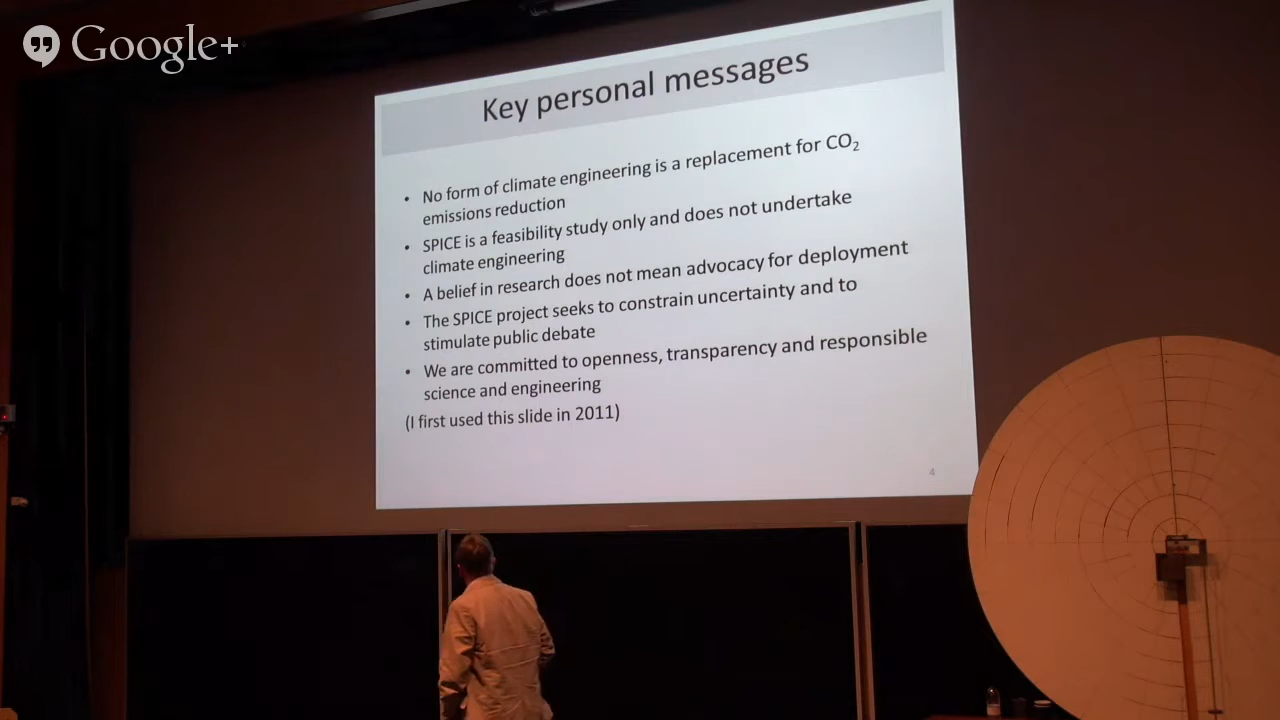 Google+
Key personal messages
• No form of climate engineering is a replacement for CO₂
emissions reduction
• SPICE is a feasibility study only and does not undertake
climate engineering
• A belief in research does not mean advocacy for deployment
• The SPICE project seeks to constrain uncertainty and to
stimulate public debate
• We are committed to openness, transparency and responsible
science and engineering
(I first used this slide in 2011)
4